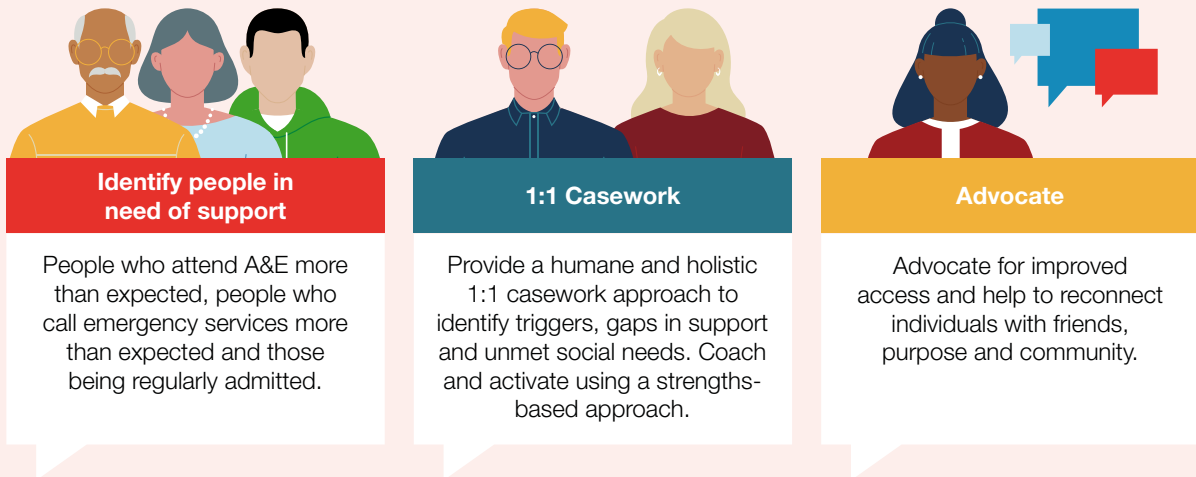 Identify people in
need of support
People who attend A&E more
than expected, people who
call emergency services more
than expected and those
being regularly admitted.
1:1 Casework
Provide a humane and holistic
1:1 casework approach to
identify triggers, gaps in support
and unmet social needs. Coach
and activate using a strengths-
based approach.
Advocate
Advocate for improved
access and help to reconnect
individuals with friends,
purpose and community.